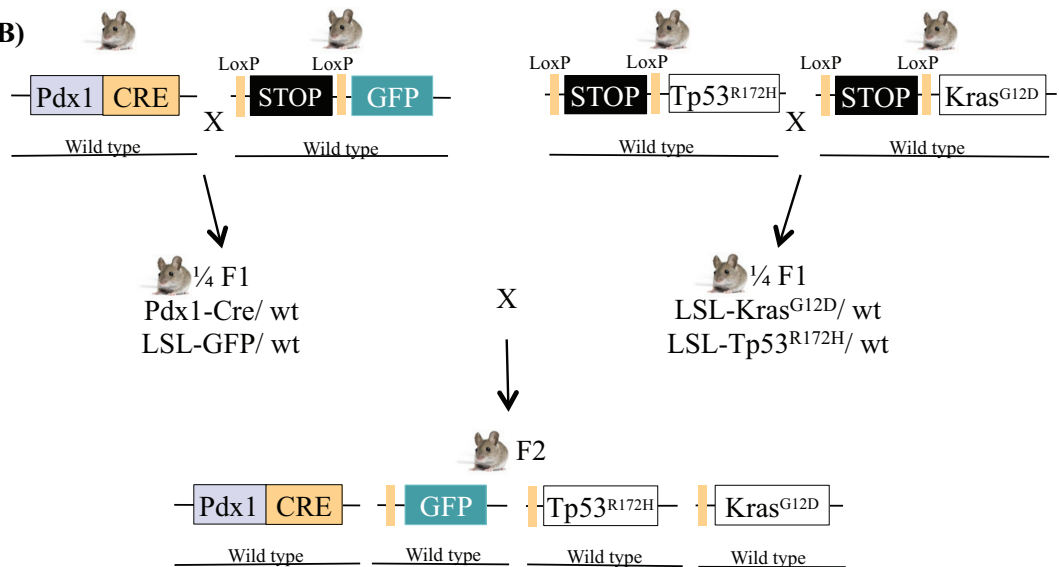 B)
LoxP LoxP LoxP LoxP LoxP LoxP
Pdx1 CRE STOP GFP STOP Tp53R172H STOP KrasG12D
X X
Wild type Wild type Wild type Wild type
¼ F1 ¼ F1
Pdx1-Cre/ wt LSL-KrasG12D/ wt
LSL-GFP/ wt X LSL-Tp53R172H/ wt
F2
Pdx1 CRE GFP Tp53R172H KrasG12D
Wild type Wild type Wild type Wild type